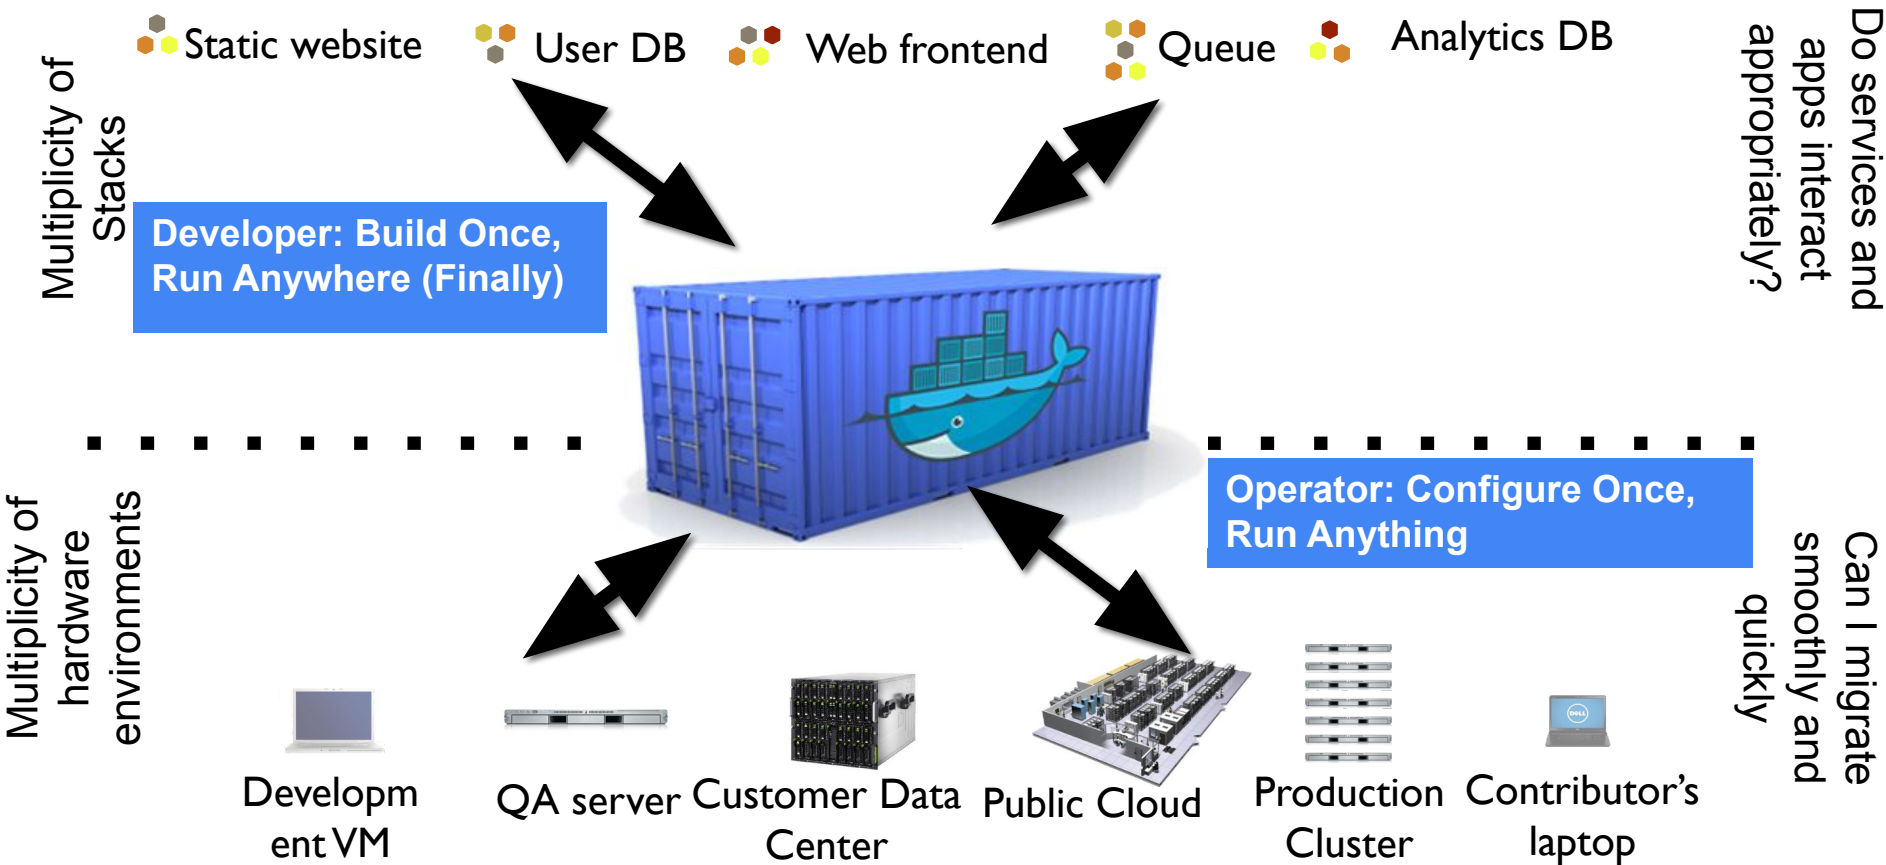 Static website
User DB
Web frontend
Queue
Analytics DB
Multiplicity of
Stacks
Do services and
apps interact
appropriately?
Developer: Build Once,
Run Anywhere (Finally)
Operator: Configure Once,
Run Anything
Multiplicity of
hardware
environments
Can I migrate
smoothly and
quickly
DELL
Developm
ent VM
QA server
Customer Data
Center
Public Cloud
Production
Cluster
Contributor’s
laptop